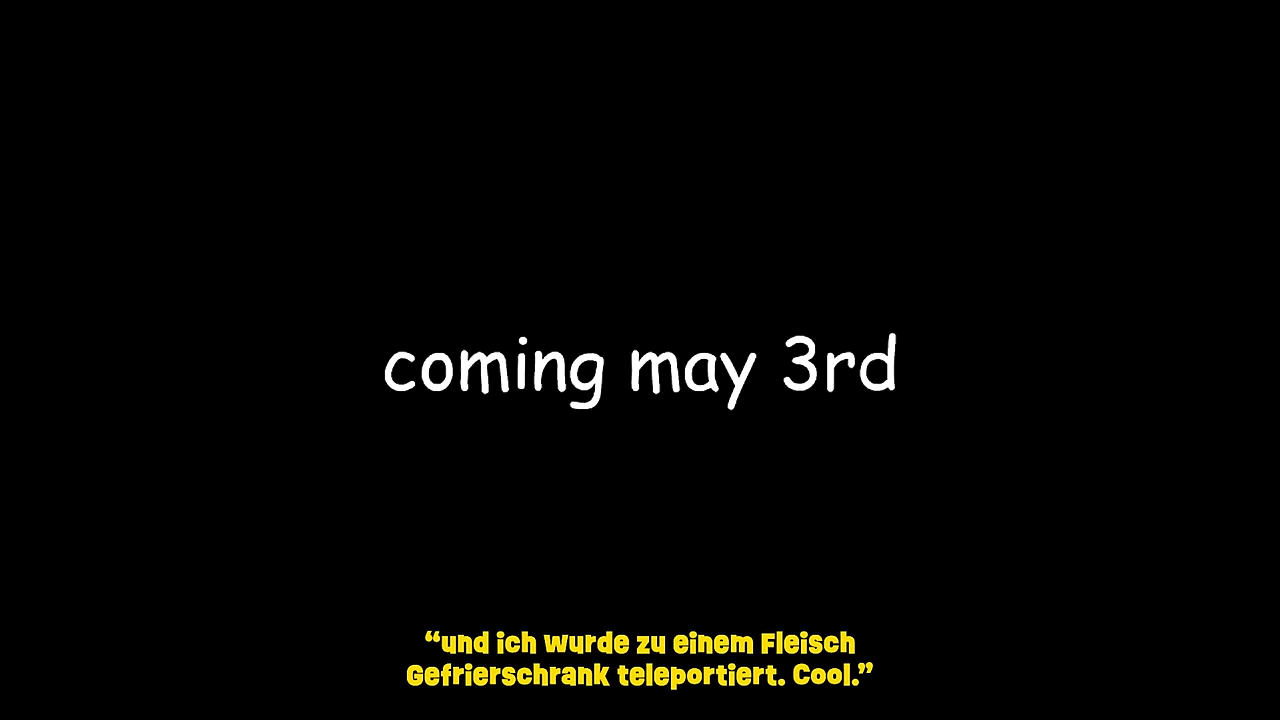 coming may 3rd
“und ich wurde zu einem Fleisch
Gefrierschrank teleportiert. Cool.”